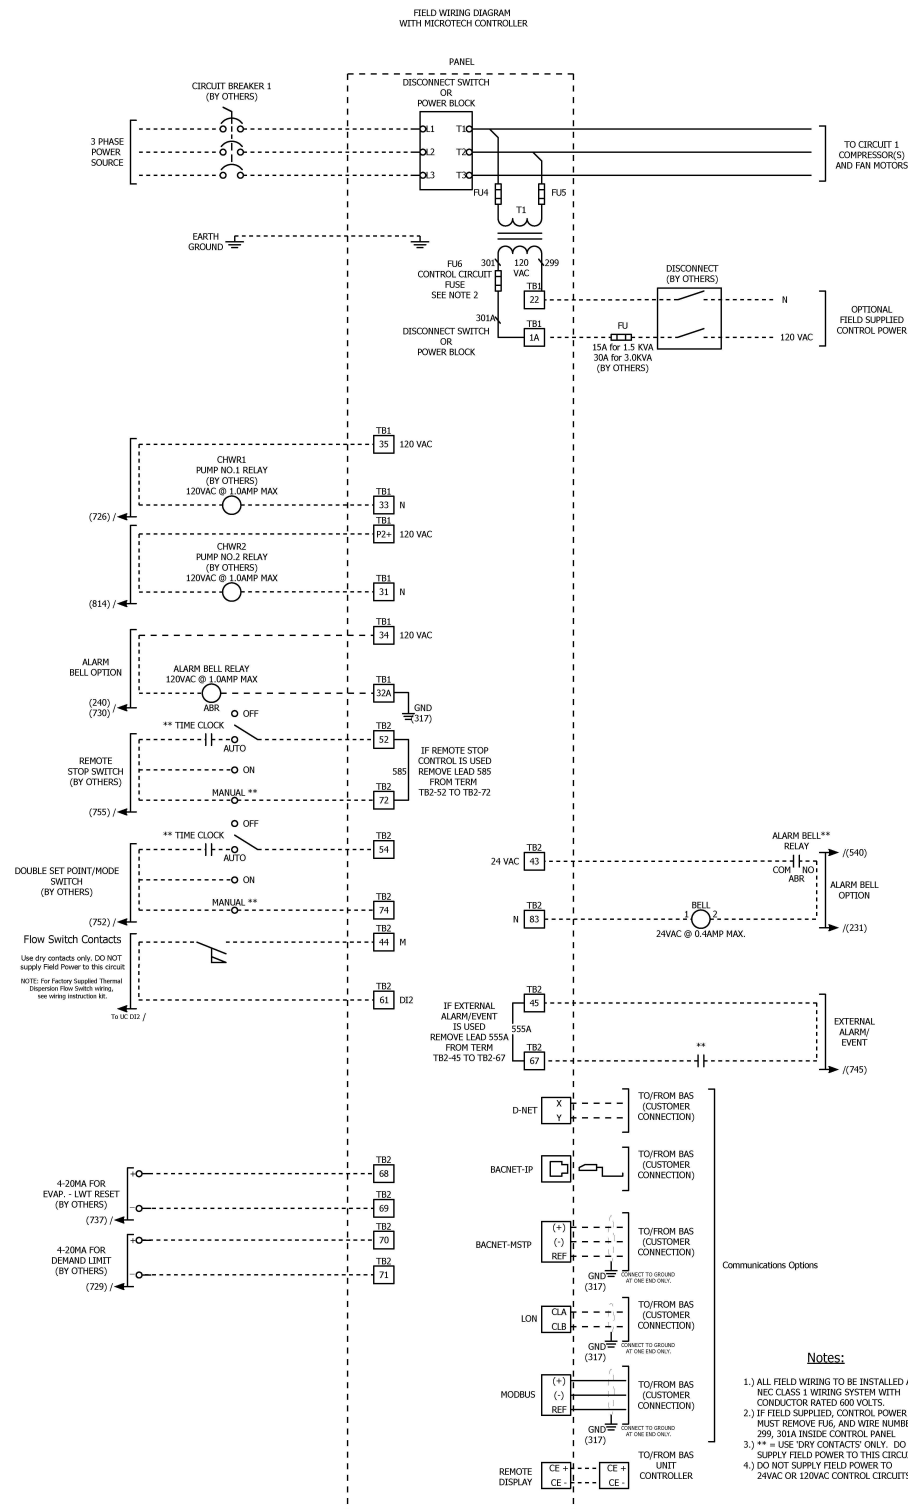 FIELD WIRING DIAGRAM
WITH MICROTECH CONTROLLER
PANEL
CIRCUIT BREAKER 1
(BY OTHERS)
DISCONNECT SWITCH
OR
POWER BLOCK
3 PHASE
POWER
SOURCE
L1
T1
L2
T2
L3
T3
TO CIRCUIT 1
COMPRESSOR(S)
AND FAN MOTORS
FU4
FU5
T1
EARTH
GROUND
FU6
CONTROL CIRCUIT
FUSE
SEE NOTE 2
301
120
VAC
299
TB1
22
DISCONNECT
(BY OTHERS)
N
OPTIONAL
FIELD SUPPLIED
CONTROL POWER
301A
DISCONNECT SWITCH
OR
POWER BLOCK
TB1
1A
FU
15A for 1.5 KVA
30A for 3.0KVA
(BY OTHERS)
120 VAC
TB1
35
120 VAC
CHWR1
PUMP NO.1 RELAY
(BY OTHERS)
120VAC @ 1.0AMP MAX
TB1
33
N
(726) /
TB1
P2+
120 VAC
CHWR2
PUMP NO.2 RELAY
(BY OTHERS)
120VAC @ 1.0AMP MAX
TB1
31
N
(814) /
TB1
34
120 VAC
ALARM
BELL OPTION
ALARM BELL RELAY
120VAC @ 1.0AMP MAX
ABR
TB1
32A
GND
(317)
(240)
(730) /
OFF
** TIME CLOCK
AUTO
TB2
52
REMOTE
STOP SWITCH
(BY OTHERS)
ON
MANUAL **
TB2
72
585
IF REMOTE STOP
CONTROL IS USED
REMOVE LEAD 585
FROM TERM
TB2-52 TO TB2-72
(755) /
OFF
** TIME CLOCK
AUTO
TB2
54
DOUBLE SET POINT/MODE
SWITCH
(BY OTHERS)
ON
MANUAL **
TB2
74
(752) /
24 VAC
TB2
43
ALARM BELL**
RELAY
COM NO
ABR
/(540)
ALARM BELL
OPTION
N
TB2
83
BELL
1 2
24VAC @ 0.4AMP MAX.
/(231)
Flow Switch Contacts
Use dry contacts only. DO NOT
supply Field Power to this circuit
NOTE: For Factory Supplied Thermal
Dispersion Flow Switch wiring,
see wiring instruction kit.
To UC DI2 /
TB2
44
M
TB2
61
DI2
IF EXTERNAL
ALARM/EVENT
IS USED
REMOVE LEAD 555A
FROM TERM
TB2-45 TO TB2-67
555A
TB2
45
TB2
67
**
EXTERNAL
ALARM/
EVENT
/(745)
D-NET
X
Y
TO/FROM BAS
(CUSTOMER
CONNECTION)
BACNET-IP
TO/FROM BAS
(CUSTOMER
CONNECTION)
4-20MA FOR
EVAP. - LWT RESET
(BY OTHERS)
(737) /
+
−
TB2
68
TB2
69
4-20MA FOR
DEMAND LIMIT
(BY OTHERS)
(729) /
+
−
TB2
70
TB2
71
BACNET-MSTP
(+)
(-)
REF
GND
(317)
CONNECT TO GROUND
AT ONE END ONLY.
TO/FROM BAS
(CUSTOMER
CONNECTION)
Communications Options
LON
CLA
CLB
GND
(317)
CONNECT TO GROUND
AT ONE END ONLY.
TO/FROM BAS
(CUSTOMER
CONNECTION)
MODBUS
(+)
(-)
REF
GND
(317)
CONNECT TO GROUND
AT ONE END ONLY.
TO/FROM BAS
(CUSTOMER
CONNECTION)
REMOTE
DISPLAY
CE +
CE -
CE +
CE -
TO/FROM BAS
UNIT
CONTROLLER
Notes:
1.) ALL FIELD WIRING TO BE INSTALLED
NEC CLASS 1 WIRING SYSTEM WITH
CONDUCTOR RATED 600 VOLTS.
2.) IF FIELD SUPPLIED, CONTROL POWER
MUST REMOVE FU6, AND WIRE
299, 301A INSIDE CONTROL PANEL
3.) ** = USE 'DRY CONTACTS' ONLY. DO
SUPPLY FIELD POWER TO THIS
4.) DO NOT SUPPLY FIELD POWER TO
24VAC OR 120VAC CONTROL CIRCUITS